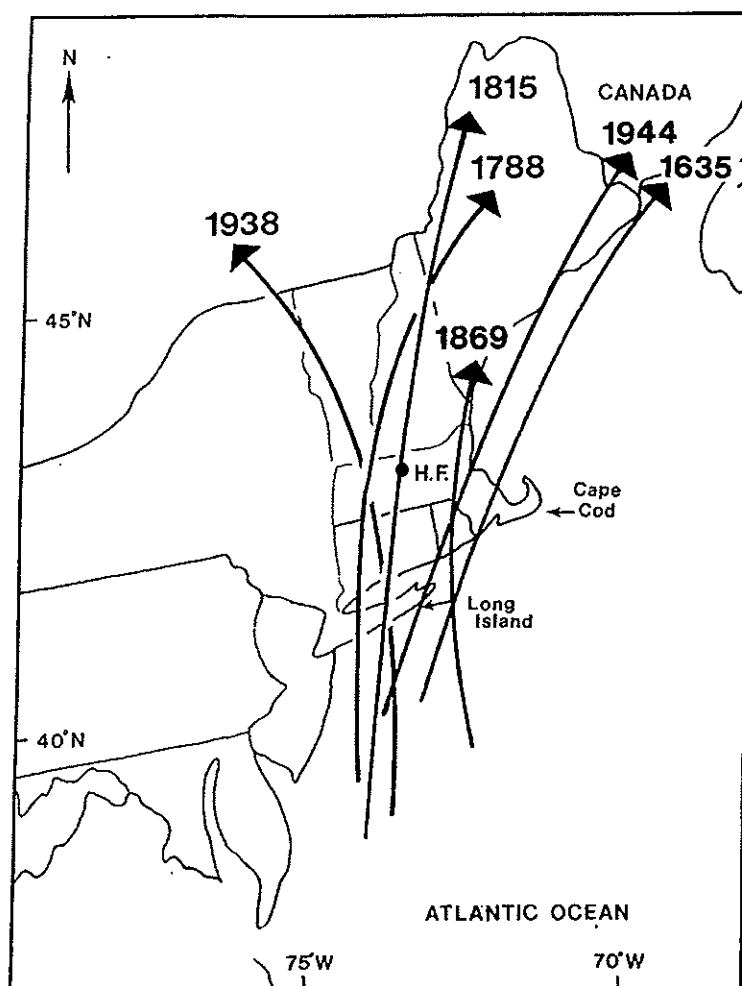 N
1815
CANADA
1944
1788
1635
1938
45°N
1869
H.F.
Cape
Cod
Long
Island
40°N
ATLANTIC OCEAN
75°W
70°W